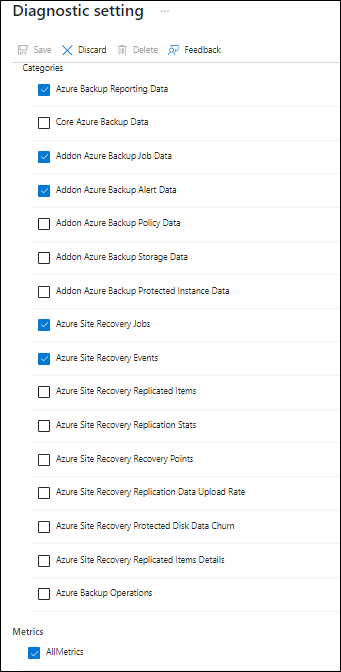 Diagnostic setting ...
Save Discard Delete Feedback
Categories
Azure Backup Reporting Data
Core Azure Backup Data
Addon Azure Backup Job Data
Addon Azure Backup Alert Data
Addon Azure Backup Policy Data
Addon Azure Backup Storage Data
Addon Azure Backup Protected Instance Data
Azure Site Recovery Jobs
Azure Site Recovery Events
Azure Site Recovery Replicated Items
Azure Site Recovery Replication Stats
Azure Site Recovery Recovery Points
Azure Site Recovery Replication Data Upload Rate
Azure Site Recovery Protected Disk Data Churn
Azure Site Recovery Replicated Items Details
Azure Backup Operations
Metrics
AllMetrics